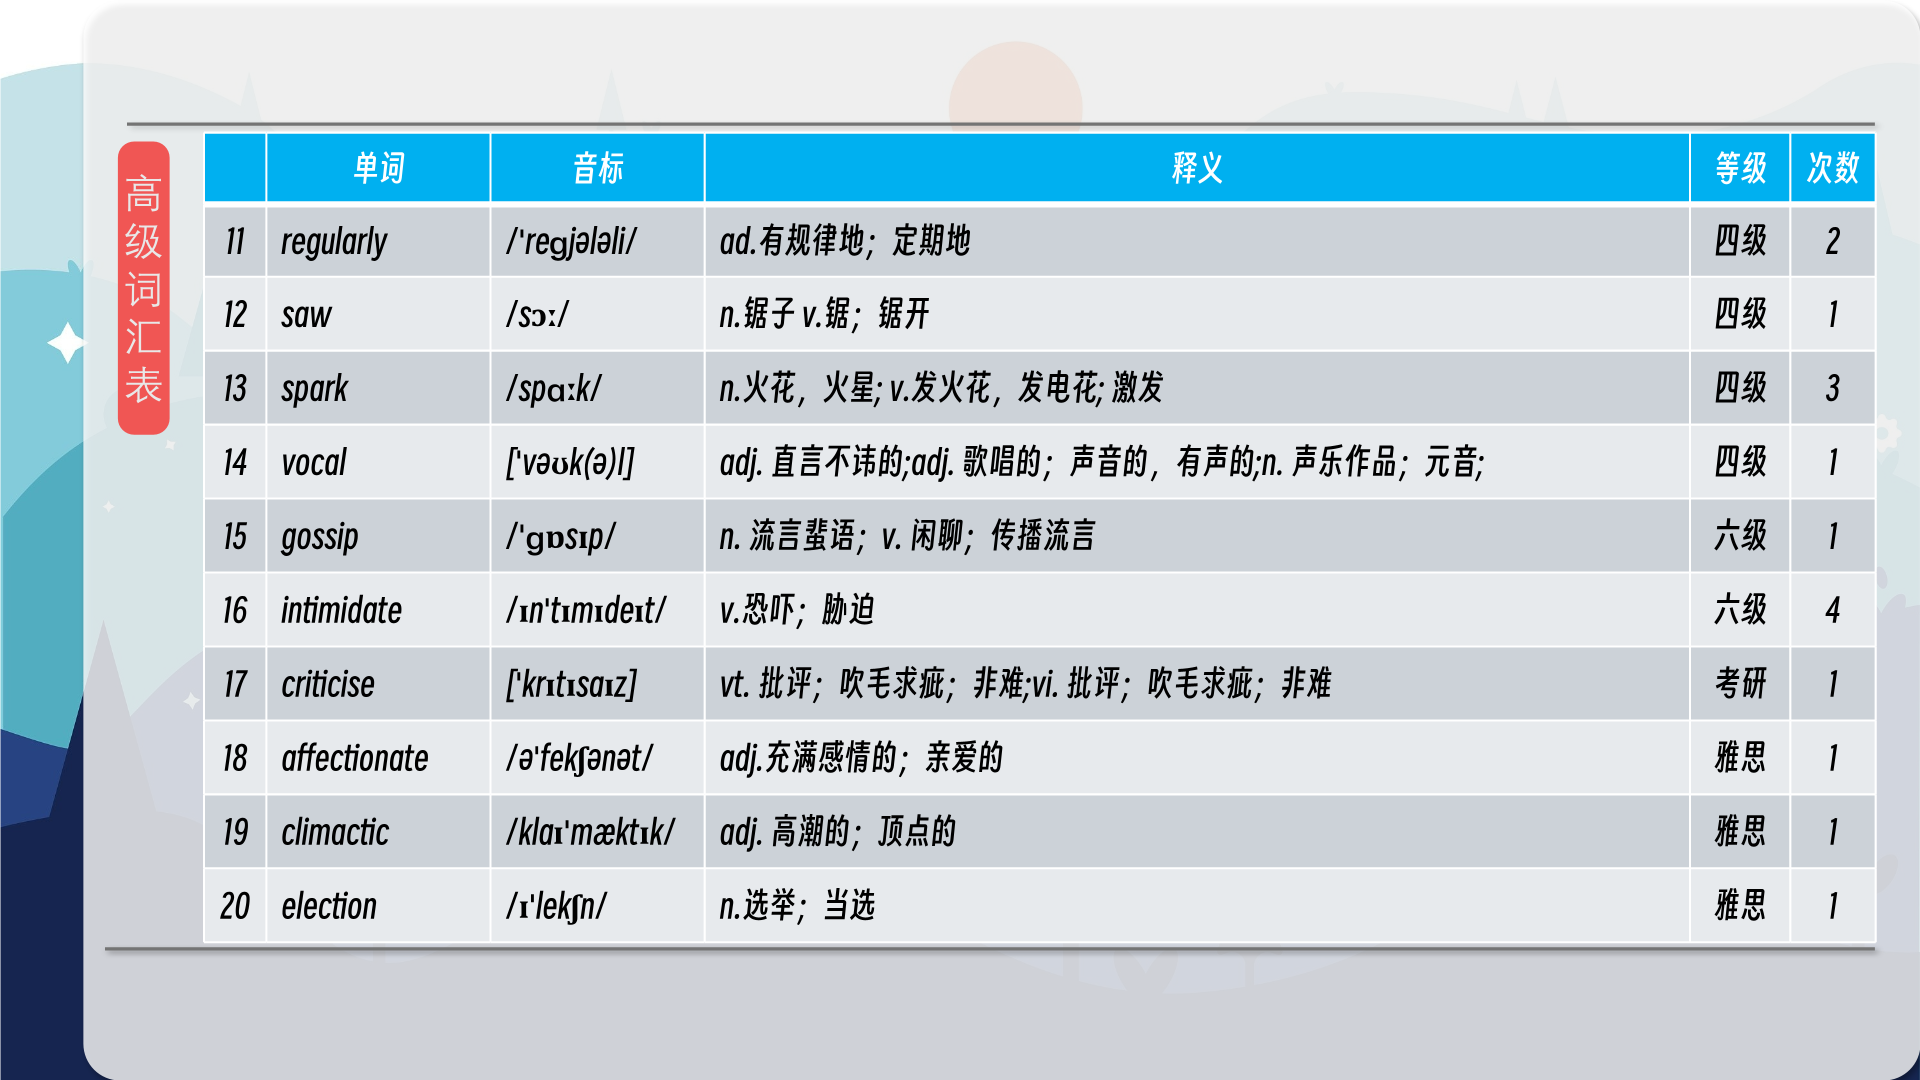 高级词汇表
单词 音标 释义 等级 次数
11 regularly /'regjələli/ ad.有规律地；定期地 四级 2
12 saw /sɔː/ n.锯子 v.锯；锯开 四级 1
13 spark /spɑːk/ n.火花，火星; v.发火花，发电花; 激发 四级 3
14 vocal ['vəʊk(ə)l] adj. 直言不讳的;adj. 歌唱的；声音的，有声的;n. 声乐作品；元音; 四级 1
15 gossip /'ɡɒsɪp/ n. 流言蜚语；v. 闲聊；传播流言 六级 1
16 intimidate /ɪn'tɪmɪdeɪt/ v.恐吓；胁迫 六级 4
17 criticise ['krɪtɪsaɪz] vt. 批评；吹毛求疵；非难;vi. 批评；吹毛求疵；非难 考研 1
18 affectionate /ə'fekʃənət/ adj.充满感情的；亲爱的 雅思 1
19 climactic /klaɪ'mæktɪk/ adj. 高潮的；顶点的 雅思 1
20 election /ɪ'lekʃn/ n.选举；当选 雅思 1